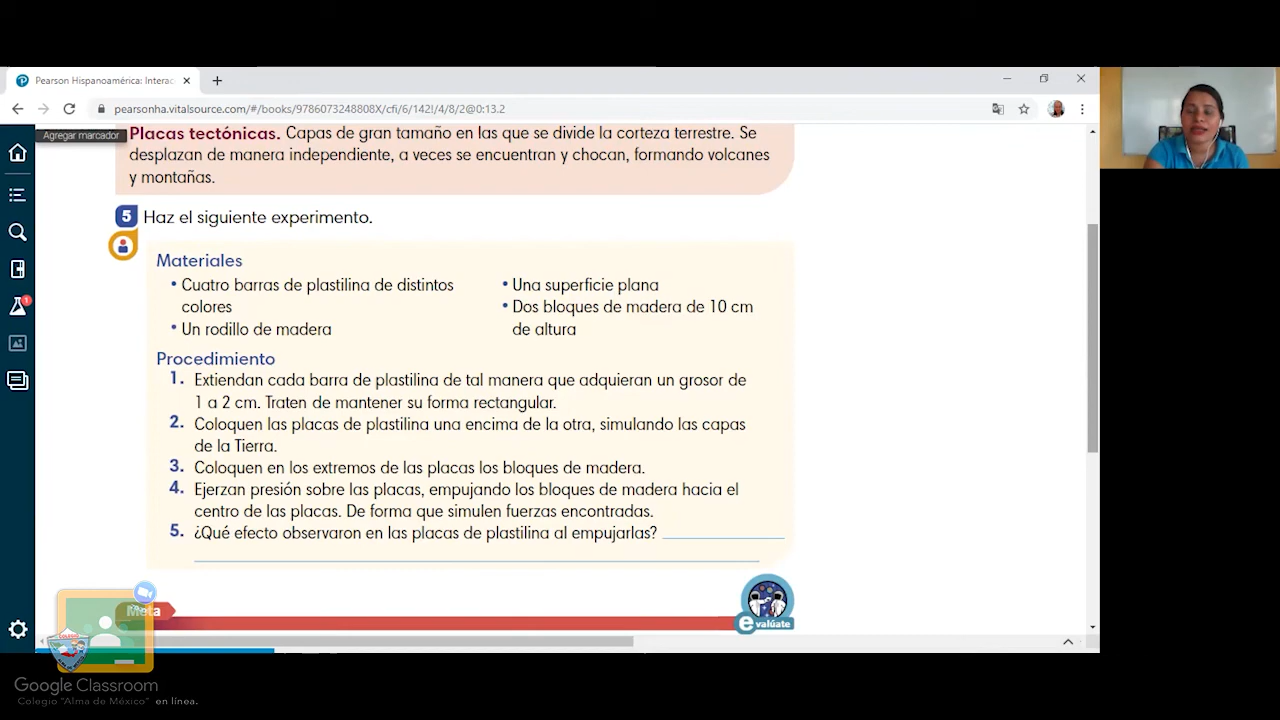 Pearson Hispanoamérica: Interac
pearsonha.vitalsource.com/#/books/9786073248808X/cfi/6/142!/4/8/2@0:13.2
Agregar marcador
Placas tectónicas. Capas de gran tamaño en las que se divide la corteza terrestre. Se
desplazan de manera independiente, a veces se encuentran y chocan, formando volcanes
y montañas.
5 Haz el siguiente experimento.
Materiales
• Cuatro barras de plastilina de distintos
colores
• Un rodillo de madera
• Una superficie plana
• Dos bloques de madera de 10 cm
de altura
Procedimiento
1. Extiendan cada barra de plastilina de tal manera que adquieran un grosor de
1 a 2 cm. Traten de mantener su forma rectangular.
2. Coloquen las placas de plastilina una encima de la otra, simulando las capas
de la Tierra.
3. Coloquen en los extremos de las placas los bloques de madera.
4. Ejerzan presión sobre las placas, empujando los bloques de madera hacia el
centro de las placas. De forma que simulen fuerzas encontradas.
5. ¿Qué efecto observaron en las placas de plastilina al empujarlas?
Meta
evalúate
1
Google Classroom
Colegio "Alma de México" en línea.